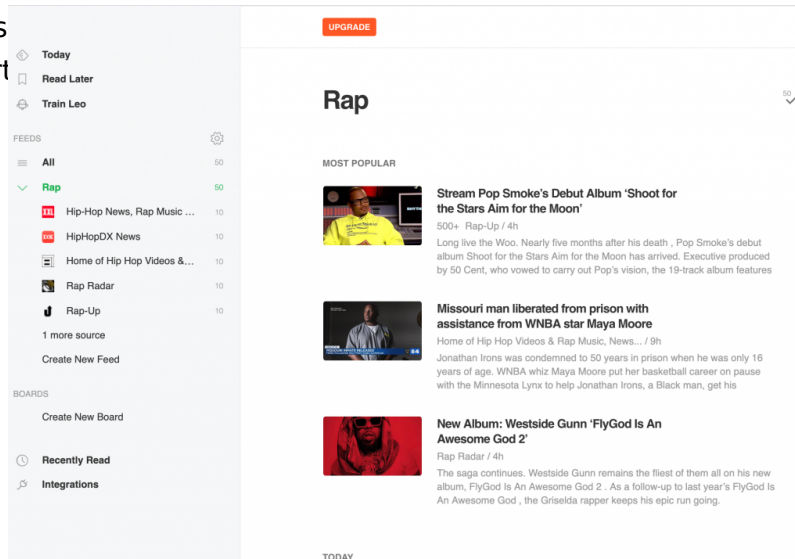 s
rt
Today
Read Later
Train Leo
FEEDS
All 50
Rap 50
Hip-Hop News, Rap Music ... 10
HipHopDX News 10
Home of Hip Hop Videos &... 10
Rap Radar 10
Rap-Up 10
1 more source
Create New Feed
BOARDS
Create New Board
Recently Read
Integrations
UPGRADE
Rap
50
MOST POPULAR
Stream Pop Smoke's Debut Album 'Shoot for
the Stars Aim for the Moon'
500+ Rap-Up / 4h
Long live the Woo. Nearly five months after his death , Pop Smoke's debut
album Shoot for the Stars Aim for the Moon has arrived. Executive produced
by 50 Cent, who vowed to carry out Pop's vision, the 19-track album features
Missouri man liberated from prison with
assistance from WNBA star Maya Moore
Home of Hip Hop Videos & Rap Music, News... / 9h
Jonathan Irons was condemned to 50 years in prison when he was only 16
years of age. WNBA whiz Maya Moore put her basketball career on pause
with the Minnesota Lynx to help Jonathan Irons, a Black man, get his
New Album: Westside Gunn 'FlyGod Is An
Awesome God 2'
Rap Radar / 4h
The saga continues. Westside Gunn remains the fliest of them all on his new
album, FlyGod Is An Awesome God 2 . As a follow-up to last year's FlyGod Is
An Awesome God , the Griselda rapper keeps his epic run going.
TODAY